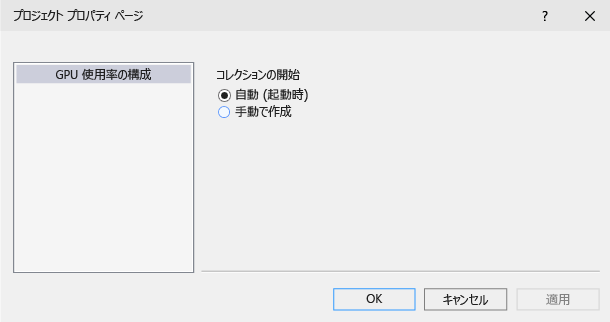 プロジェクト プロパティ ページ
?
GPU 使用率の構成
コレクションの開始
自動 (起動時)
手動で作成
OK
キャンセル
適用